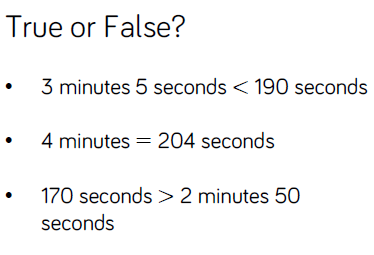 True or False?
• 3 minutes 5 seconds < 190 seconds
• 4 minutes = 204 seconds
• 170 seconds > 2 minutes 50
seconds